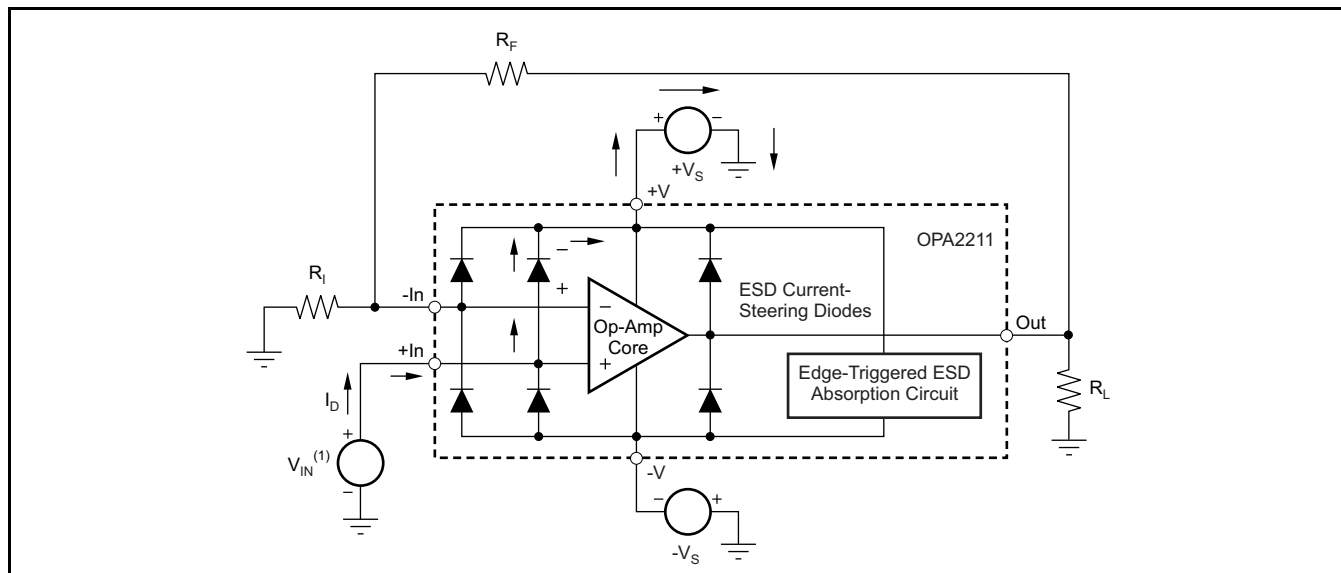 R_F
+ −
+V_S
+V
OPA2211
R_I
−
-In
−
+
ESD Current-
Steering Diodes
Op-Amp
Core
Out
+In
+
Edge-Triggered ESD
Absorption Circuit
R_L
I_D
+
V_IN^(1)
−
-V
− +
-V_S